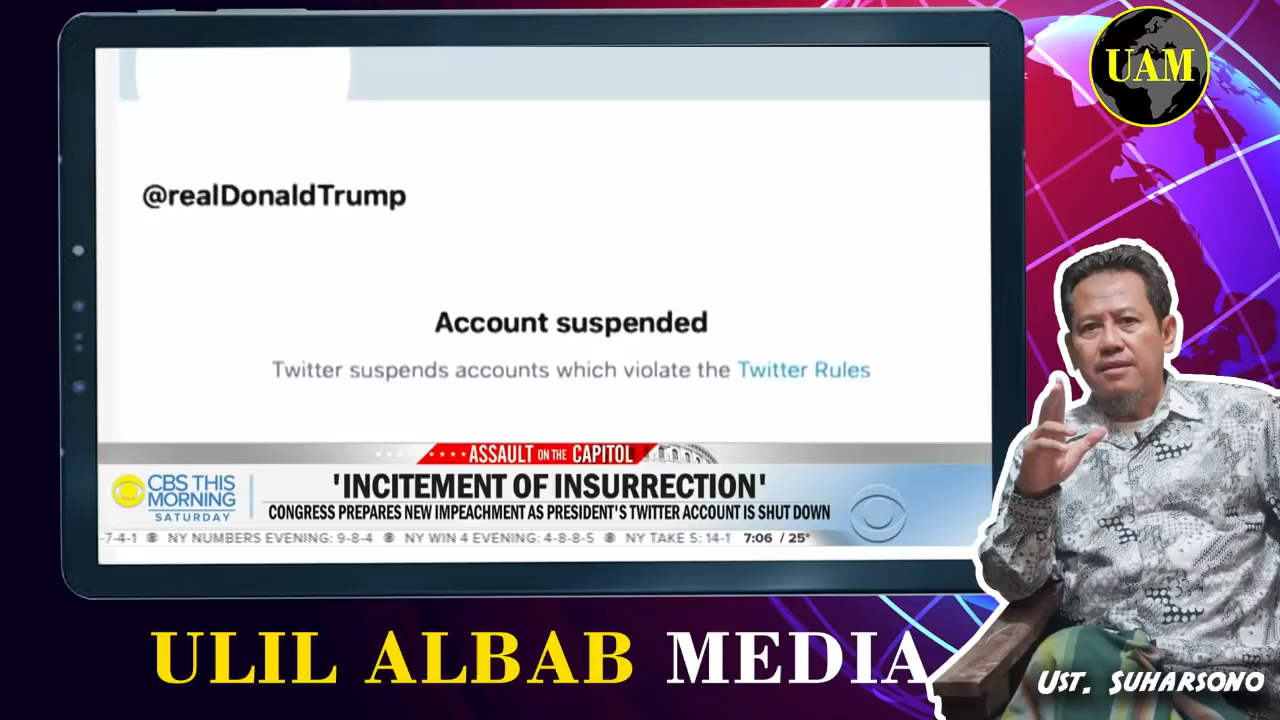 UAM
@realDonaldTrump
Account suspended
Twitter suspends accounts which violate the Twitter Rules
ASSAULT ON THE CAPITOL
CBS THIS
MORNING
SATURDAY
'INCITEMENT OF INSURRECTION'
CONGRESS PREPARES NEW IMPEACHMENT AS PRESIDENT'S TWITTER ACCOUNT IS SHUT DOWN
-7-4-1 NY NUMBERS EVENING: 9-8-4 NY WIN 4 EVENING: 4-8-8-5 NY TAKE 5: 14-1 7:06 / 25°
ULIL ALBAB MEDIA
UST. SUHARSONO